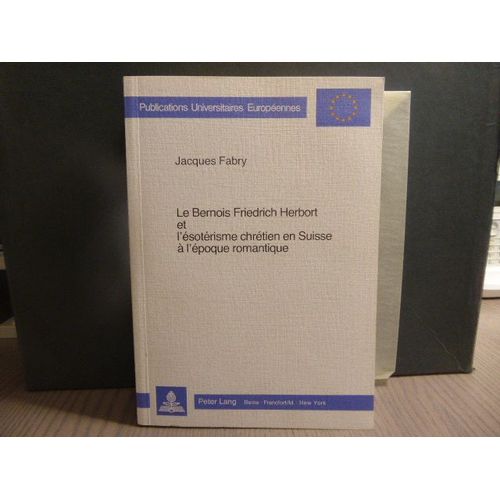 Publications Universitaires Européennes
Jacques Fabry
Le Bernois Friedrich Herbort
et
l'ésotérisme chrétien en Suisse
à l'époque romantique
Peter Lang Berne · Francfort/M. · New York